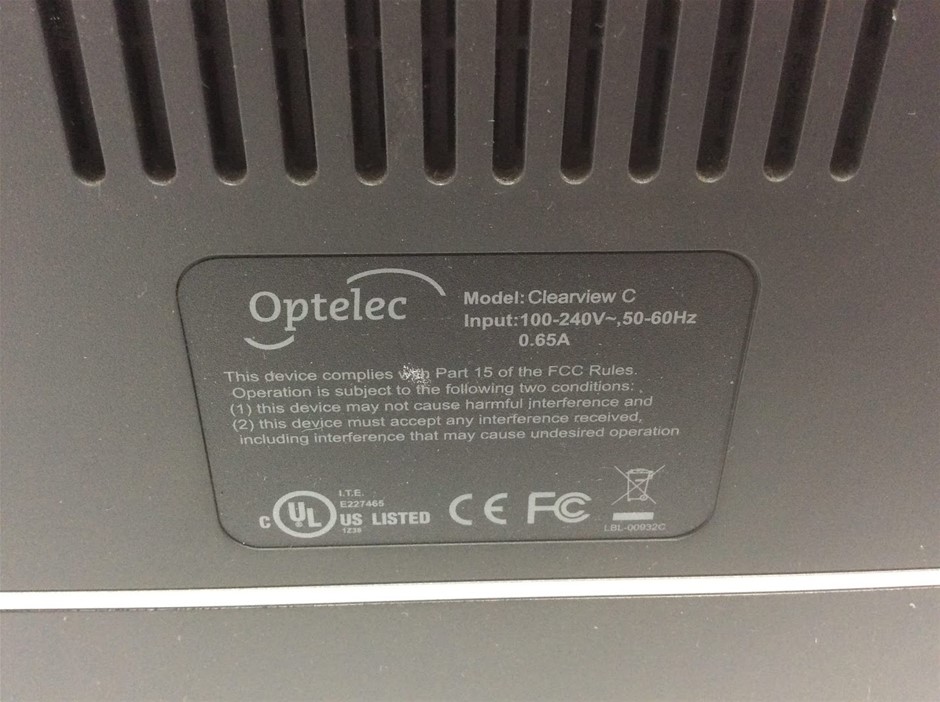 Optelec
Model: Clearview C
Input:100-240V~,50-60Hz
0.65A
This device complies with Part 15 of the FCC Rules.
Operation is subject to the following two conditions: ,
(1) this device may not cause harmful interference and
(2) this device must accept any interference received,
including interference that may cause undesired operation
I.T.E.
E227465
C UL US LISTED
1239
CE FC
LBL-00932C